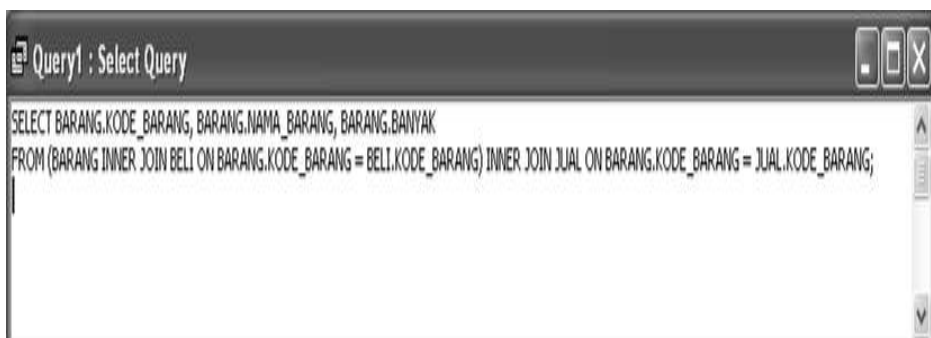 Query1 : Select Query
SELECT BARANG.KODE_BARANG, BARANG.NAMA_BARANG, BARANG.BANYAK
FROM (BARANG INNER JOIN BELI ON BARANG.KODE_BARANG = BELI.KODE_BARANG) INNER JOIN JUAL ON BARANG.KODE_BARANG = JUAL.KODE_BARANG;